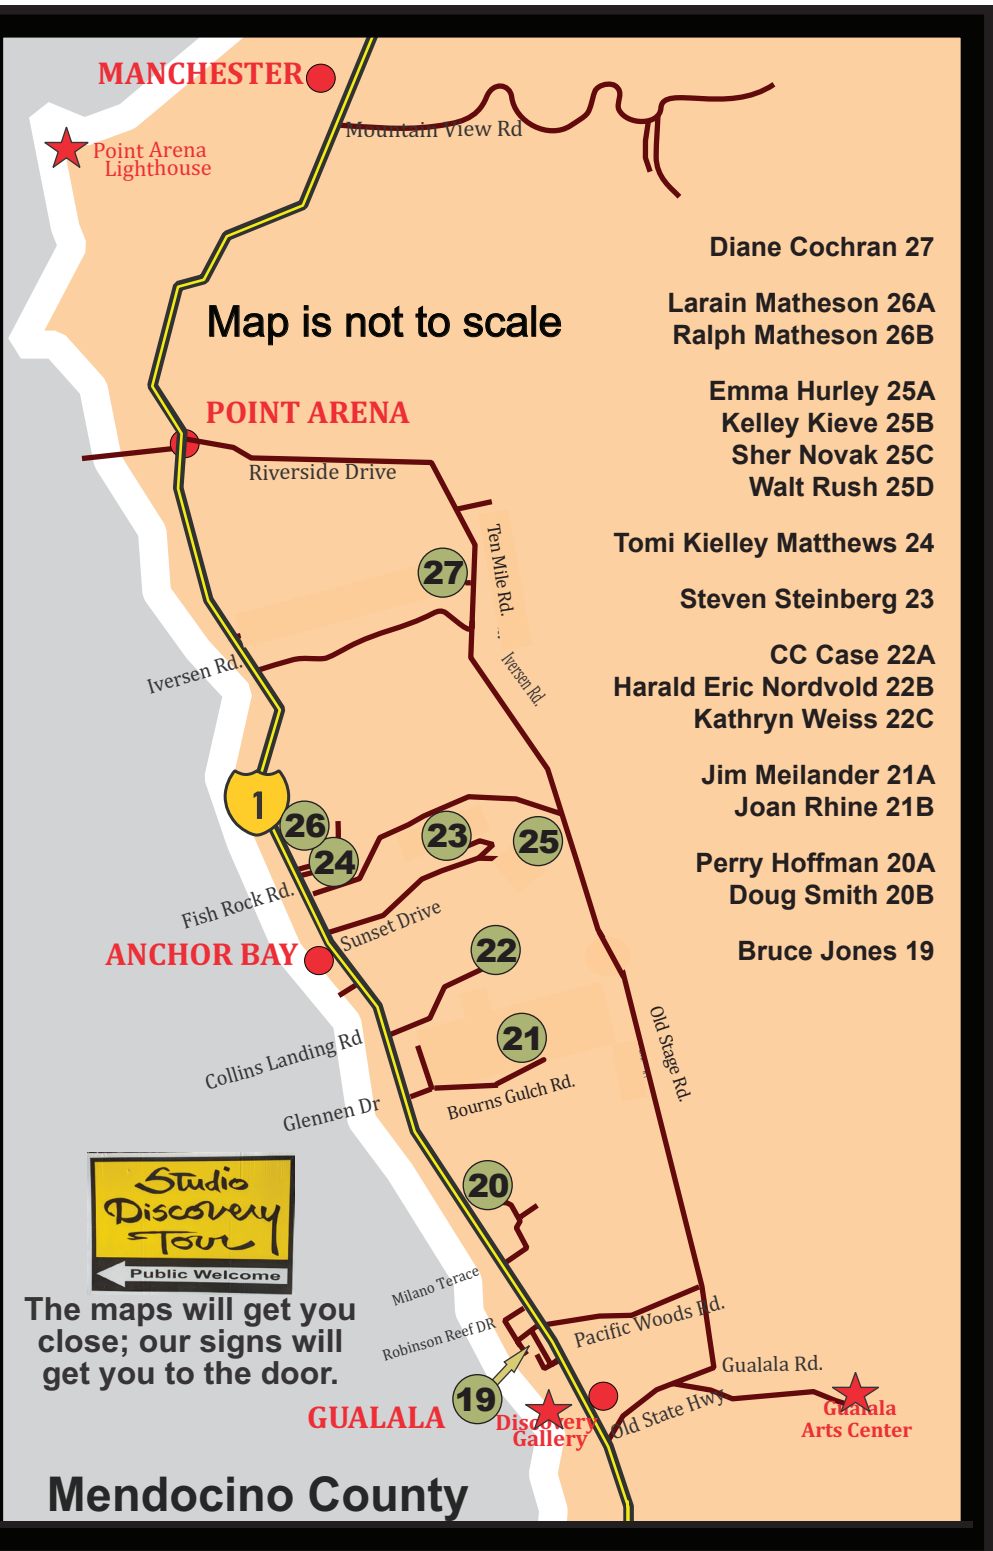 MANCHESTER
Mountain View Rd
Point Arena
Lighthouse
Diane Cochran 27
Larain Matheson 26A
Ralph Matheson 26B
Map is not to scale
Emma Hurley 25A
Kelley Kieve 25B
Sher Novak 25C
Walt Rush 25D
POINT ARENA
Riverside Drive
Ten Mile Rd.
Tomi Kielley Matthews 24
27
Steven Steinberg 23
Iversen Rd.
Iversen Rd.
CC Case 22A
Harald Eric Nordvold 22B
Kathryn Weiss 22C
Jim Meilander 21A
Joan Rhine 21B
1
26
24
23
25
Perry Hoffman 20A
Doug Smith 20B
Fish Rock Rd.
Sunset Drive
ANCHOR BAY
22
Bruce Jones 19
Old Stage Rd.
Collins Landing Rd
21
Glennen Dr
Bourns Gulch Rd.
20
Studio
Discovery
Tour
Public Welcome
The maps will get you
close; our signs will
get you to the door.
Milano Terace
Robinson Reef DR
Pacific Woods Rd.
Gualala Rd.
19
GUALALA
Discovery
Gallery
Old State Hwy
Gualala
Arts Center
Mendocino County